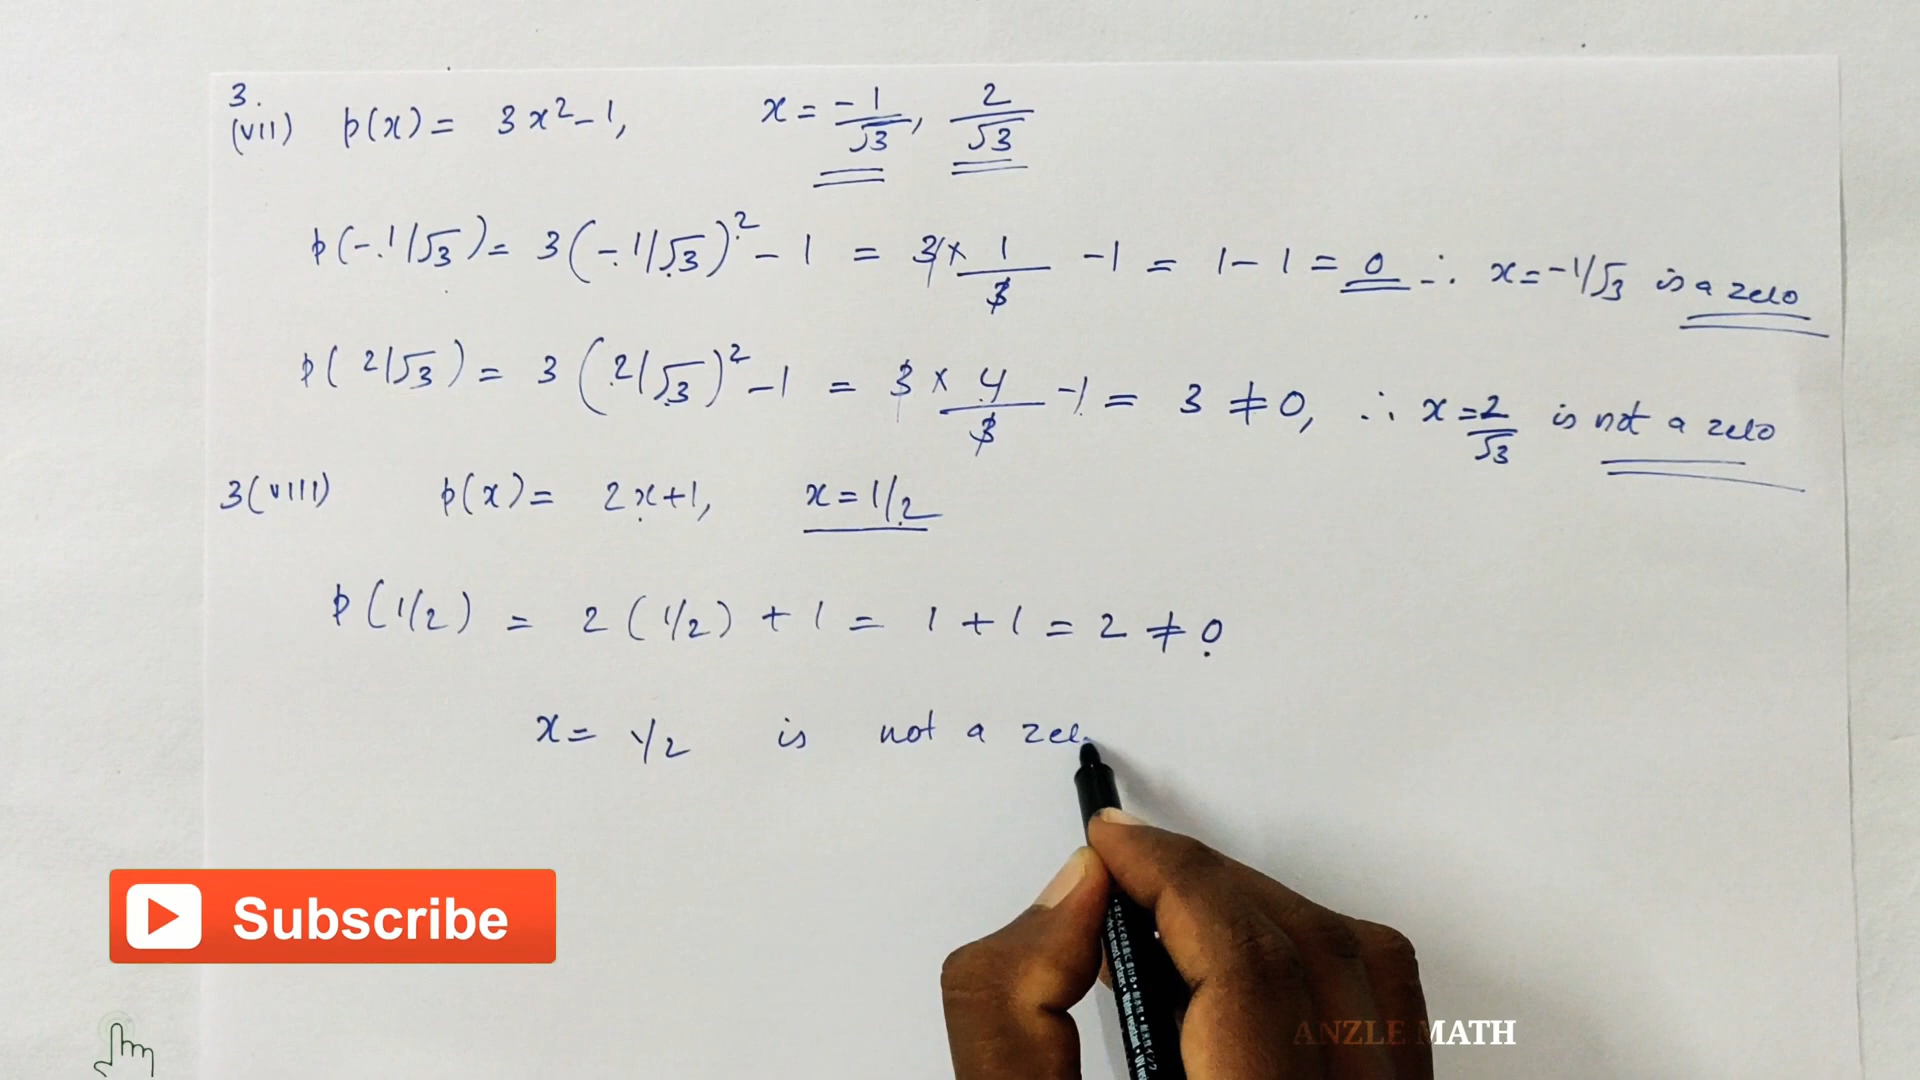 3.
(vii) p(x) = 3x² - 1, x = -1/√3, 2/√3
p(-1/√3) = 3(-1/√3)² - 1 = 3 × 1/3 - 1 = 1 - 1 = 0 ∴ x = -1/√3 is a zero
p(2/√3) = 3(2/√3)² - 1 = 3 × 4/3 - 1 = 3 ≠ 0, ∴ x = 2/√3 is not a zero
3(viii) p(x) = 2x + 1, x = 1/2
p(1/2) = 2(1/2) + 1 = 1 + 1 = 2 ≠ 0
x = 1/2 is not a zer
Subscribe
ANZLE MATH